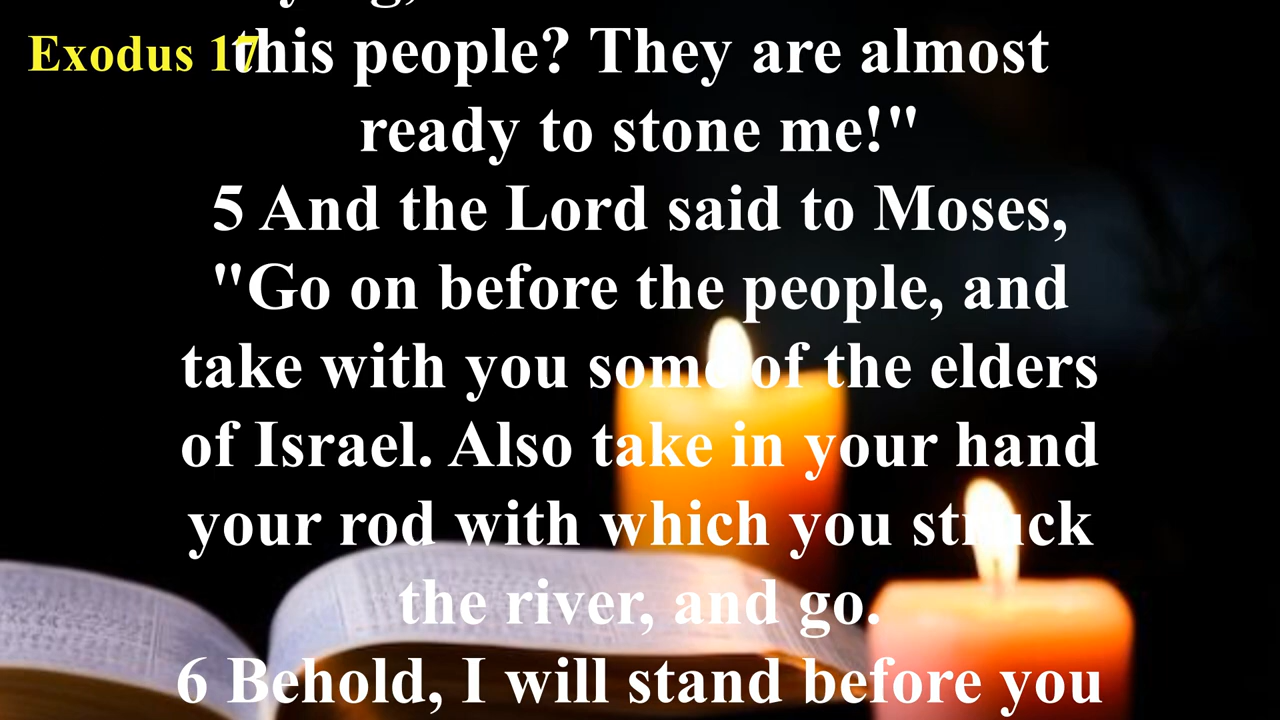 Exodus 17
this people? They are almost
ready to stone me!"
5 And the Lord said to Moses,
"Go on before the people, and
take with you some of the elders
of Israel. Also take in your hand
your rod with which you struck
the river, and go.
6 Behold, I will stand before you